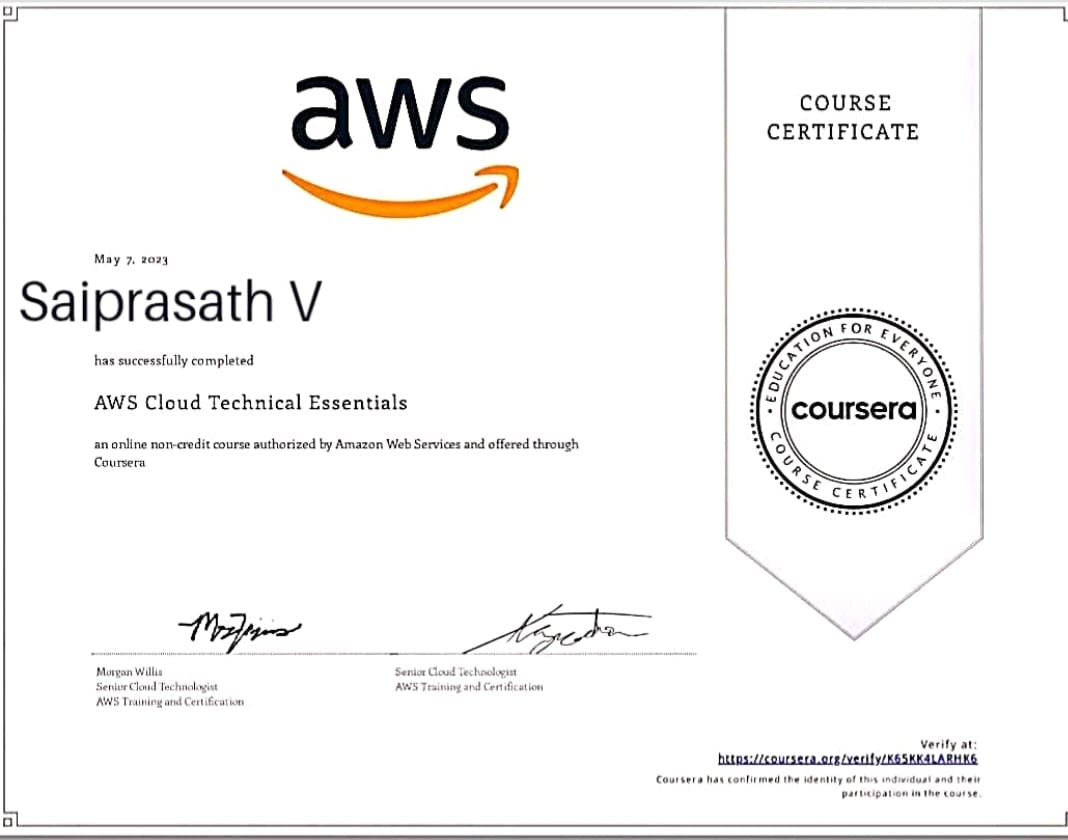 aws
COURSE
CERTIFICATE
May 7, 2023
Saiprasath V
has successfully completed
AWS Cloud Technical Essentials
an online non-credit course authorized by Amazon Web Services and offered through
Coursera
EDUCATION FOR EVERYONE
coursera
COURSE CERTIFICATE
Morgan Willis
Senior Cloud Technologist
AWS Training and Certification
Senior Cloud Technologist
AWS Training and Certification
Verify at:
https://coursera.org/verify/K65KK4LARHK6
Coursera has confirmed the identity of this individual and their
participation in the course.